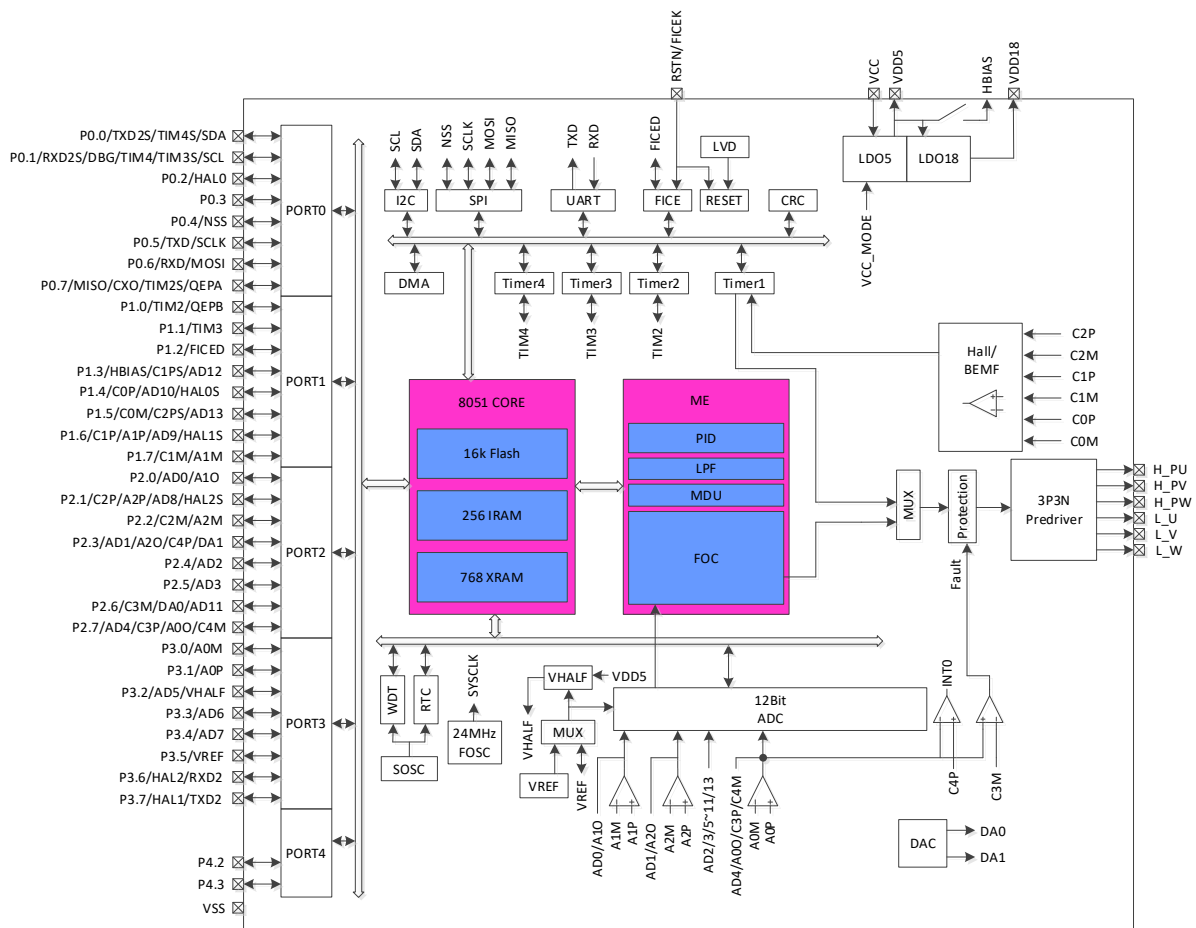 RSTN/FICEK
VCC
VDD5
HBIAS
VDD18
P0.0/TXD2S/TIM4S/SDA
P0.1/RXD2S/DBG/TIM4/TIM3S/SCL
P0.2/HAL0
P0.3
P0.4/NSS
P0.5/TXD/SCLK
P0.6/RXD/MOSI
P0.7/MISO/CXO/TIM2S/QEPA
P1.0/TIM2/QEPB
P1.1/TIM3
P1.2/FICED
P1.3/HBIAS/C1PS/AD12
P1.4/C0P/AD10/HAL0S
P1.5/C0M/C2PS/AD13
P1.6/C1P/A1P/AD9/HAL1S
P1.7/C1M/A1M
P2.0/AD0/A1O
P2.1/C2P/A2P/AD8/HAL2S
P2.2/C2M/A2M
P2.3/AD1/A2O/C4P/DA1
P2.4/AD2
P2.5/AD3
P2.6/C3M/DA0/AD11
P2.7/AD4/C3P/A0O/C4M
P3.0/A0M
P3.1/A0P
P3.2/AD5/VHALF
P3.3/AD6
P3.4/AD7
P3.5/VREF
P3.6/HAL2/RXD2
P3.7/HAL1/TXD2
P4.2
P4.3
VSS
PORT0
PORT1
PORT2
PORT3
PORT4
SCL
SDA
NSS
SCLK
MOSI
MISO
TXD
RXD
FICED
LVD
I2C
SPI
UART
FICE
RESET
CRC
LDO5
LDO18
VCC_MODE
DMA
Timer4
Timer3
Timer2
Timer1
TIM4
TIM3
TIM2
Hall/
BEMF
C2P
C2M
C1P
C1M
C0P
C0M
8051 CORE
16k Flash
256 IRAM
768 XRAM
ME
PID
LPF
MDU
FOC
MUX
Protection
Fault
3P3N
Predriver
H_PU
H_PV
H_PW
L_U
L_V
L_W
WDT
RTC
SOSC
SYSCLK
24MHz
FOSC
VHALF
VDD5
VHALF
MUX
VREF
VREF
12Bit
ADC
INT0
C4P
C3M
AD0/A1O
A1M
A1P
AD1/A2O
A2M
A2P
AD2/3/5~11/13
AD4/A0O/C3P/C4M
A0M
A0P
DAC
DA0
DA1